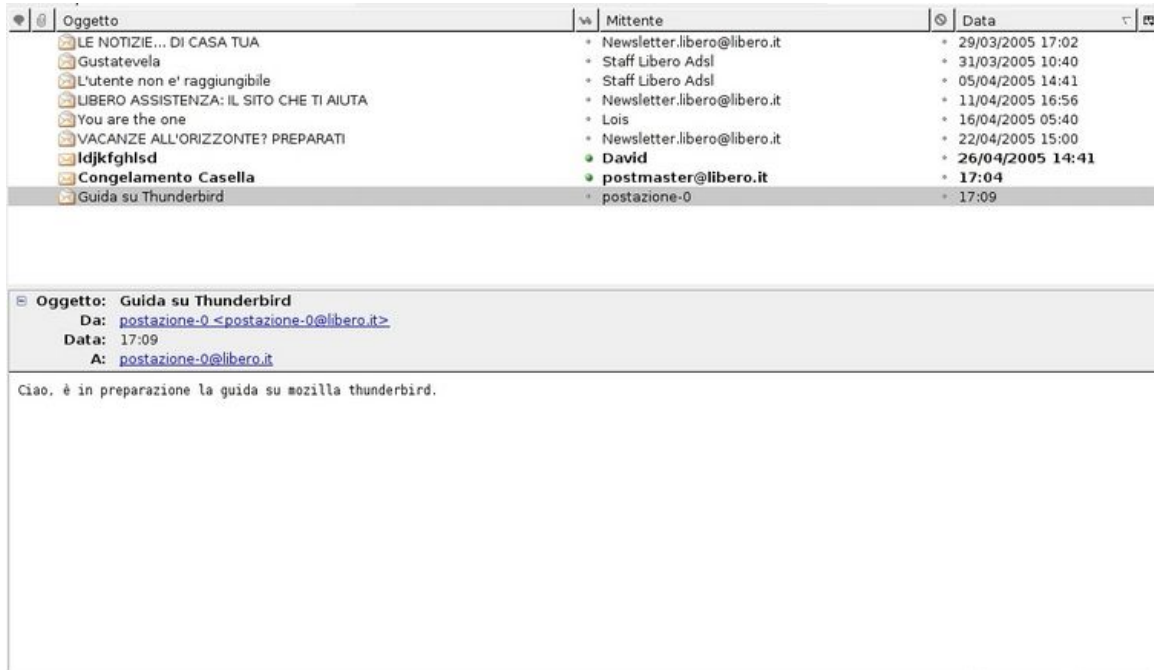 Oggetto Mittente Data
LE NOTIZIE... DI CASA TUA Newsletter.libero@libero.it 29/03/2005 17:02
Gustatevela Staff Libero Adsl 31/03/2005 10:40
L'utente non e' raggiungibile Staff Libero Adsl 05/04/2005 14:41
LIBERO ASSISTENZA: IL SITO CHE TI AIUTA Newsletter.libero@libero.it 11/04/2005 16:56
You are the one Lois 16/04/2005 05:40
VACANZE ALL'ORIZZONTE? PREPARATI Newsletter.libero@libero.it 22/04/2005 15:00
ldjkfghlsd David 26/04/2005 14:41
Congelamento Casella postmaster@libero.it 17:04
Guida su Thunderbird postazione-0 17:09
Oggetto: Guida su Thunderbird
Da: postazione-0 <postazione-0@libero.it>
Data: 17:09
A: postazione-0@libero.it
Ciao, è in preparazione la guida su mozilla thunderbird.